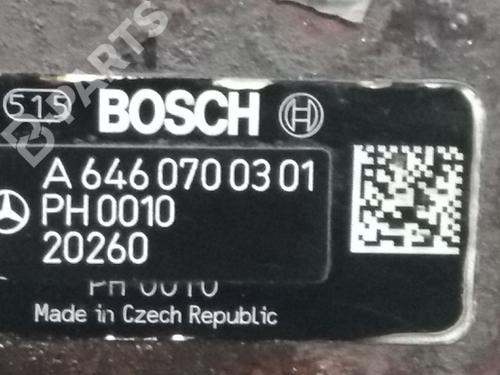 B-PARTS
515 BOSCH
A 646 070 03 01
PH 0010
20260
PH 0010
Made in Czech Republic